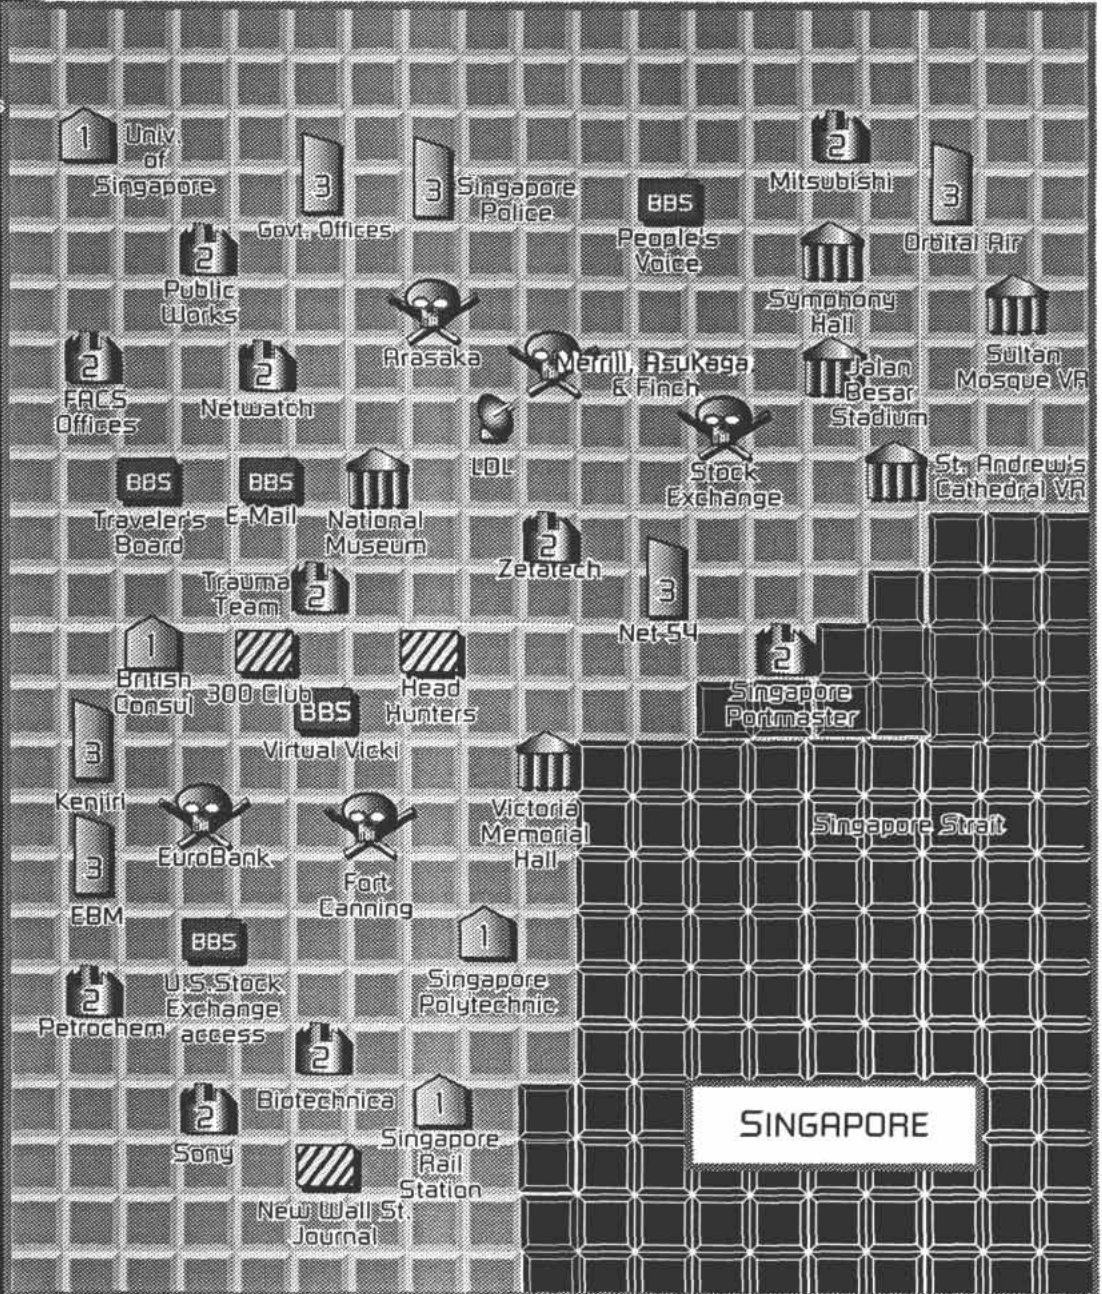 s
1
Univ.
of
Singapore
3
Govt. Offices
3
Singapore
Police
BBS
People's
Voice
2
Mitsubishi
3
Orbital Air
2
Public
Works
Symphony
Hall
Arasaka
Sultan
Mosque VR
2
FACS
Offices
2
Netwatch
Merrill, Asukaga,
& Finch
Jalan
Besar
Stadium
LDL
Stock
Exchange
St. Andrew's
Cathedral VR
BBS
Traveler's
Board
BBS
E-Mail
National
Museum
2
Zetatech
3
Net 54
Trauma
Team
2
1
British
Consul
300 Club
Head
Hunters
2
Singapore
Portmaster
BBS
Virtual Vicki
3
Kenjiri
Victoria
Memorial
Hall
Singapore Strait
EuroBank
Fort
Canning
3
EBM
BBS
U.S. Stock
Exchange
access
1
Singapore
Polytechnic
2
Petrochem
2
Biotechnica
2
Sony
1
Singapore
Rail
Station
New Wall St.
Journal
SINGAPORE